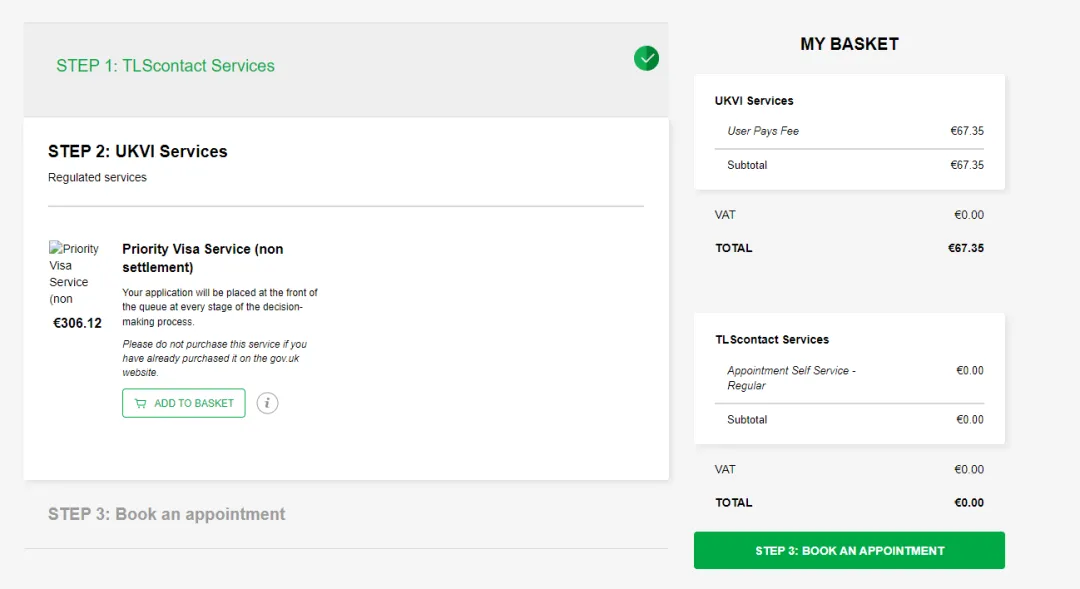 STEP 1: TLScontact Services
STEP 2: UKVI Services
Regulated services
Priority
Visa
Service
(non
€306.12
Priority Visa Service (non
settlement)
Your application will be placed at the front of
the queue at every stage of the decision-
making process.
Please do not purchase this service if you
have already purchased it on the gov.uk
website.
ADD TO BASKET
i
STEP 3: Book an appointment
MY BASKET
UKVI Services
User Pays Fee €67.35
Subtotal €67.35
VAT €0.00
TOTAL €67.35
TLScontact Services
Appointment Self Service - €0.00
Regular
Subtotal €0.00
VAT €0.00
TOTAL €0.00
STEP 3: BOOK AN APPOINTMENT